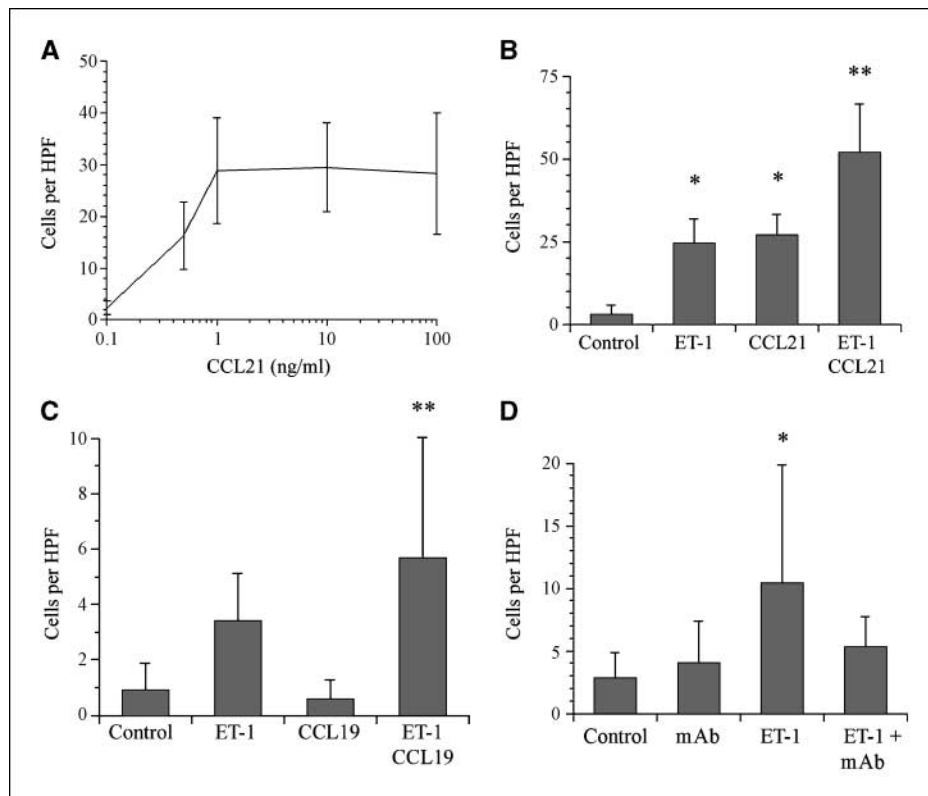 A
50
40
30
20
10
0
Cells per HPF
0.1 1 10 100
CCL21 (ng/ml)
B
75
50
25
0
Cells per HPF
* * **
Control ET-1 CCL21 ET-1
CCL21
C
10
8
6
4
2
0
Cells per HPF
**
Control ET-1 CCL19 ET-1
CCL19
D
20
15
10
5
0
Cells per HPF
*
Control mAb ET-1 ET-1 +
mAb